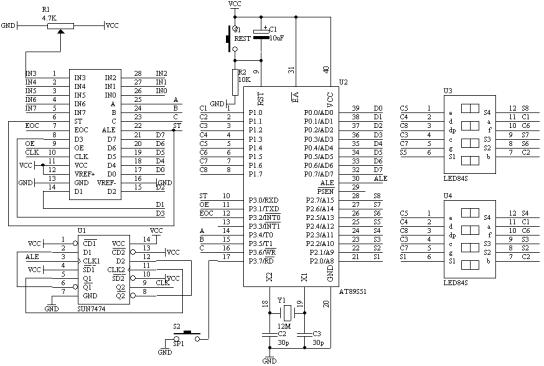 R1
4.7K
GND
VCC
VCC
S1
REST
C1
10uF
R2
10K
GND
9
31
40
U2
IN3 1 IN3 IN2 28 IN2
IN4 2 IN4 IN1 27 IN1
IN5 3 IN5 IN0 26 IN0
IN6 4 IN6 A 25 A
IN7 5 IN7 B 24 B
6 ST C 23 C
EOC 7 EOC ALE 22 ST
8 D3 D7 21 D7
OE 9 OE D6 20 D6
CLK 10 CLK D5 19 D5
VCC 11 VCC D4 18 D4
12 VREF+ D0 17 D0
GND 13 GND VREF- 16 GND
14 D1 D2 15 D2
D1
D3
RST
EA
VCC
C1 1 P1.0 P0.0/AD0 39 D0
C2 2 P1.1 P0.1/AD1 38 D1
C3 3 P1.2 P0.2/AD2 37 D2
C4 4 P1.3 P0.3/AD3 36 D3
C5 5 P1.4 P0.4/AD4 35 D4
C6 6 P1.5 P0.5/AD5 34 D5
C7 7 P1.6 P0.6/AD6 33 D6
C8 8 P1.7 P0.7/AD7 32 D7
ALE 30 ALE
PSEN 29
ST 10 P3.0/RXD P2.7/A15 28 S8
OE 11 P3.1/TXD P2.6/A14 27 S7
EOC 12 P3.2/INT0 P2.5/A13 26 S6
13 P3.3/INT1 P2.4/A12 25 S5
A 14 P3.4/T0 P2.3/A11 24 S4
B 15 P3.5/T1 P2.2/A10 23 S3
C 16 P3.6/WR P2.1/A9 22 S2
17 P3.7/RD P2.0/A8 21 S1
X2
X1
GND
AT89S51
18
19
20
Y1
12M
C2
30p
C3
30p
GND
S2
SP1
GND
U1
VCC 1 CD1 VCC 14 VCC
2 D1 CD2 13 VCC
ALE 3 CLK1 D2 12
VCC 4 SD1 CLK2 11
5 Q1 SD2 10 VCC
6 Q1 Q2 9 CLK
7 GND Q2 8
GND
SUN7474
U3
C5 1 a 12 S8
C4 2 d a 11 C1
C8 3 dp f 10 C6
C3 4 c S3 9 S7
C7 5 g S2 8 S6
S5 6 S1 b 7 C2
S4
LED84S
U4
C5 1 a 12 S4
C4 2 d a 11 C1
C8 3 dp f 10 C6
C3 4 c S3 9 S3
C7 5 g S2 8 S2
S1 6 S1 b 7 C2
S4
LED84S